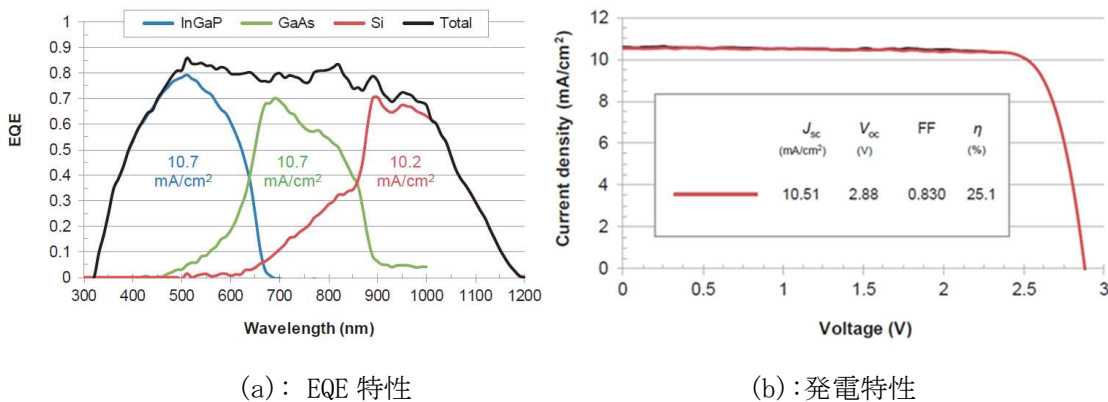 InGaP GaAs Si Total
1
0.9
0.8
0.7
0.6
0.5
0.4
0.3
0.2
0.1
0
EQE
10.7
mA/cm²
10.7
mA/cm²
10.2
mA/cm²
300 400 500 600 700 800 900 1000 1100 1200
Wavelength (nm)
(a): EQE 特性
12
10
8
6
4
2
0
Current density (mA/cm²)
Jsc Voc FF η
(mA/cm²) (V) (%)
10.51 2.88 0.830 25.1
0 0.5 1 1.5 2 2.5 3
Voltage (V)
(b):発電特性